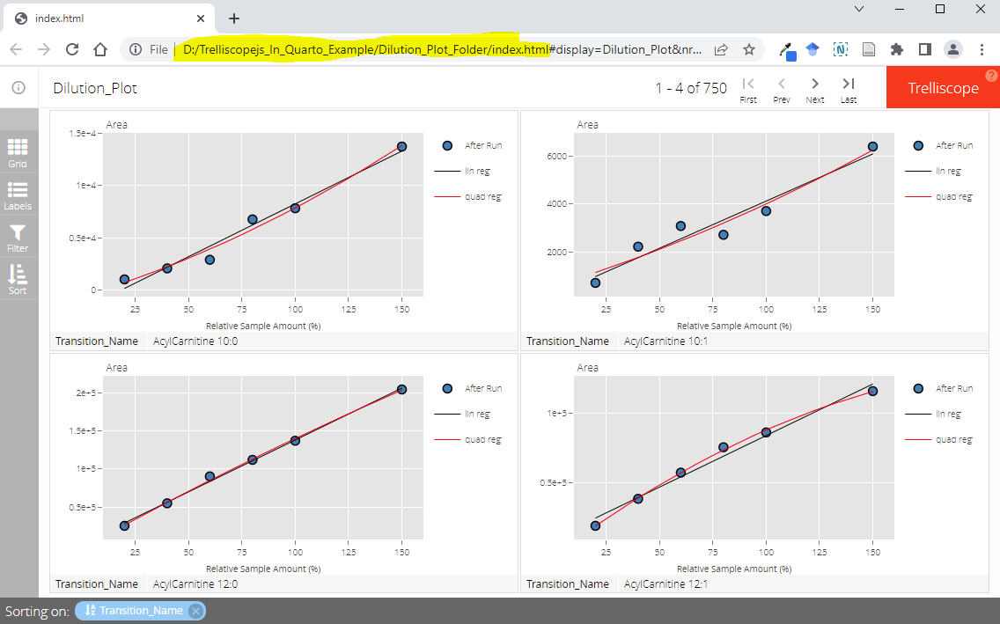 index.html
File D:/Trelliscopejs_In_Quarto_Example/Dilution_Plot_Folder/index.html#display=Dilution_Plot&nr...
Dilution_Plot
1 - 4 of 750
First Prev Next Last
Trelliscope ?
Grid
Labels
Filter
Sort
Area
1.5e+4
1e+4
0.5e+4
0
25 50 75 100 125 150
Relative Sample Amount (%)
After Run
lin reg
quad reg
Transition_Name AcylCarnitine 10:0
Area
6000
4000
2000
25 50 75 100 125 150
Relative Sample Amount (%)
After Run
lin reg
quad reg
Transition_Name AcylCarnitine 10:1
Area
2e+5
1.5e+5
1e+5
0.5e+5
25 50 75 100 125 150
Relative Sample Amount (%)
After Run
lin reg
quad reg
Transition_Name AcylCarnitine 12:0
Area
1e+5
0.5e+5
25 50 75 100 125 150
Relative Sample Amount (%)
After Run
lin reg
quad reg
Transition_Name AcylCarnitine 12:1
Sorting on: Transition_Name